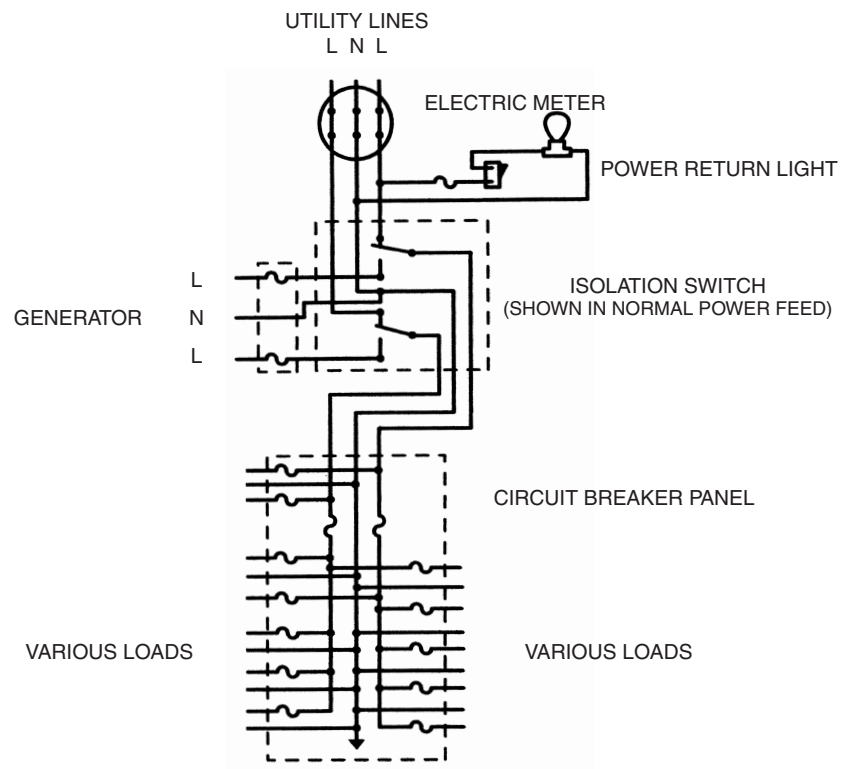 UTILITY LINES
L N L
ELECTRIC METER
POWER RETURN LIGHT
L
ISOLATION SWITCH
(SHOWN IN NORMAL POWER FEED)
GENERATOR N
L
CIRCUIT BREAKER PANEL
VARIOUS LOADS
VARIOUS LOADS